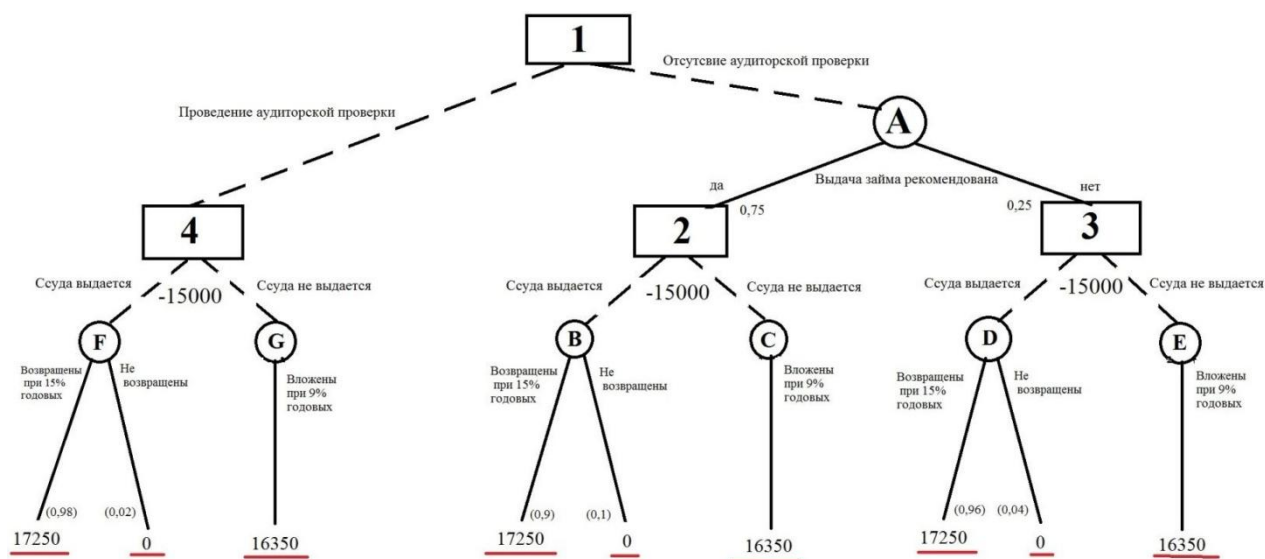 1
Отсутсвие аудиторской проверки
Проведение аудиторской проверки
A
да
Выдача займа рекомендована
нет
0,75
0,25
4
2
3
Ссуда выдается
-15000
Ссуда не выдается
Ссуда выдается
-15000
Ссуда не выдается
Ссуда выдается
-15000
Ссуда не выдается
F
G
B
C
D
E
Возвращены
при 15%
годовых
Не
возвращены
Вложены
при 9%
годовых
Возвращены
при 15%
годовых
Не
возвращены
Вложены
при 9%
годовых
Возвращены
при 15%
годовых
Не
возвращены
Вложены
при 9%
годовых
(0,98)
(0,02)
(0,9)
(0,1)
(0,96)
(0,04)
17250
0
16350
17250
0
16350
17250
0
16350